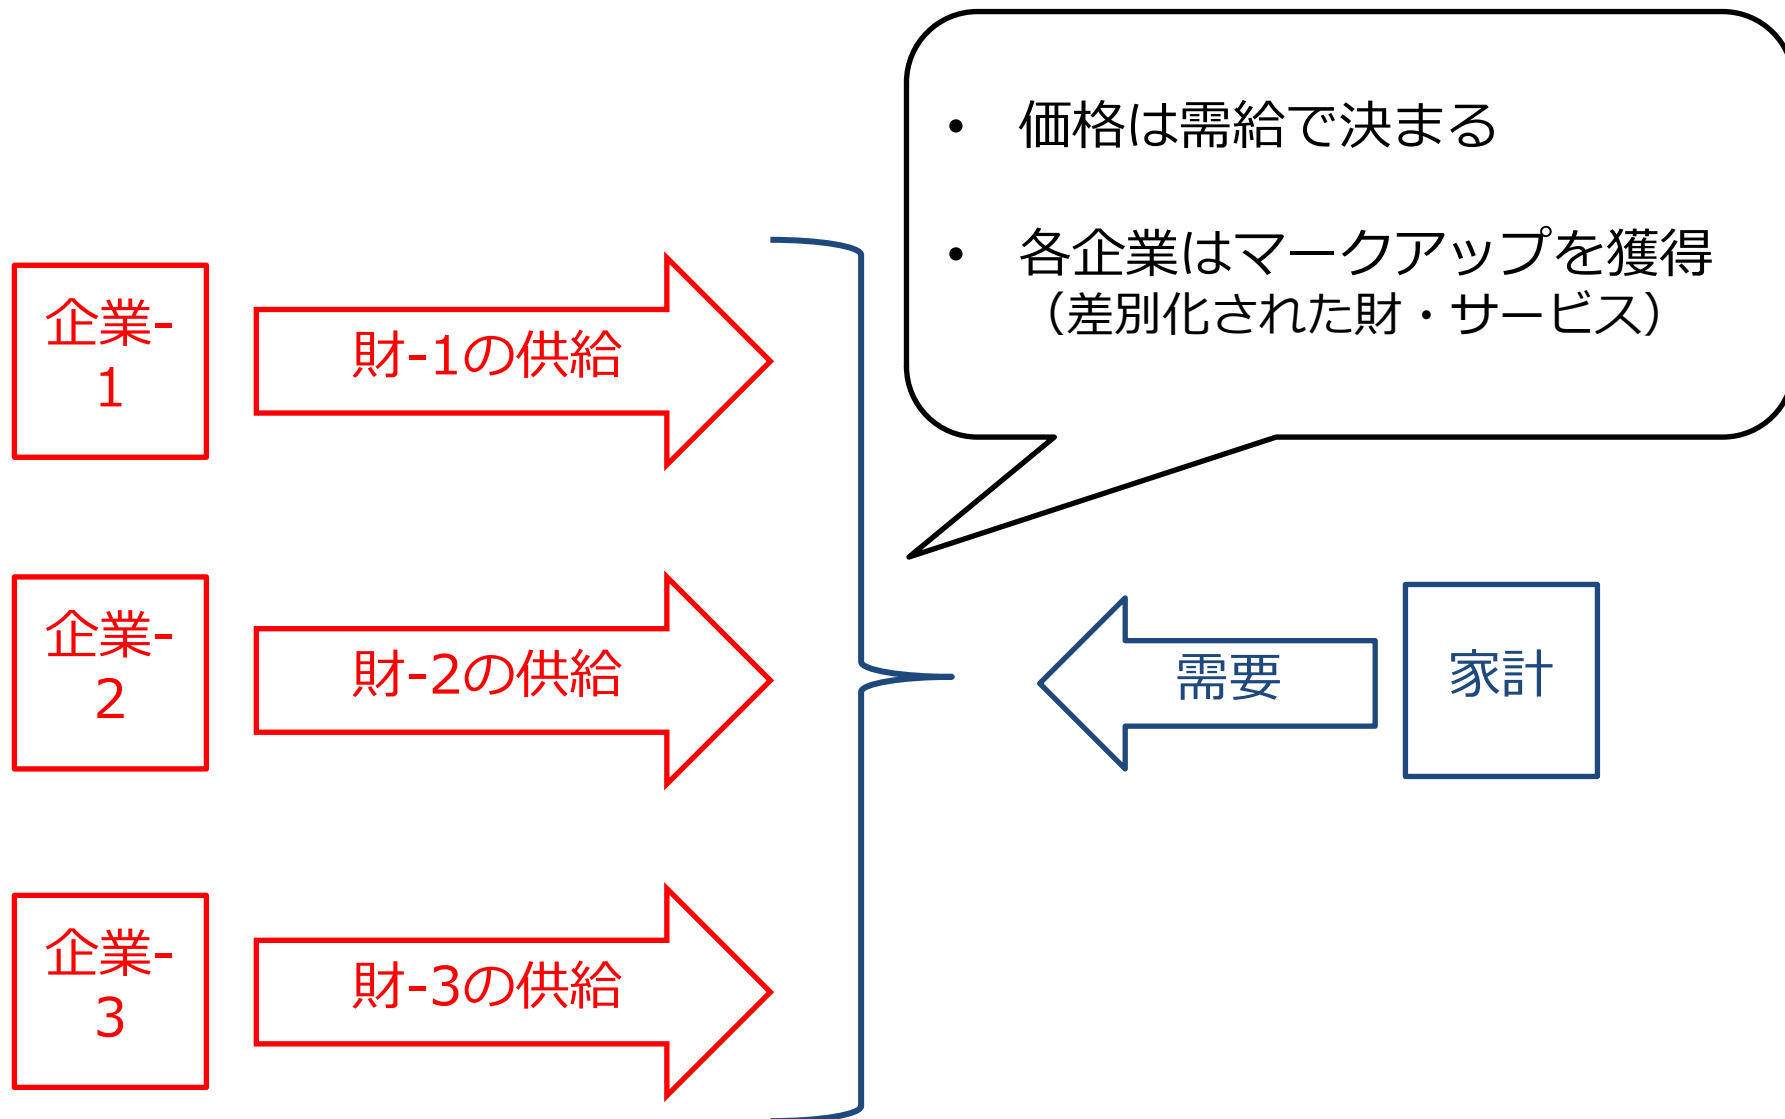 • 価格は需給で決まる
• 各企業はマークアップを獲得
（差別化された財・サービス）
企業-
1
財-1の供給
企業-
2
財-2の供給
需要
家計
企業-
3
財-3の供給